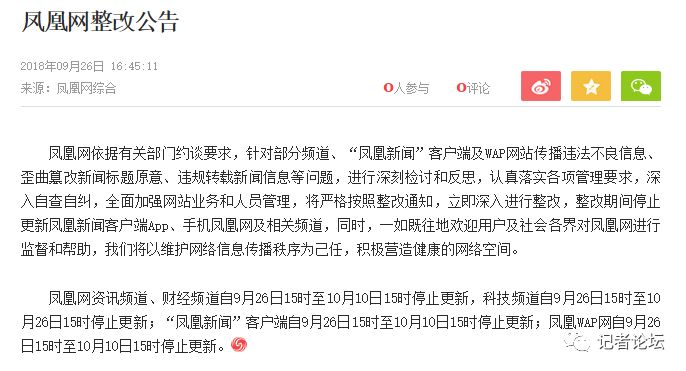 凤凰网整改公告
2018年09月26日 16:45:11
来源：凤凰网综合
0人参与
0评论
凤凰网依据有关部门约谈要求，针对部分频道、“凤凰新闻”客户端及WAP网站传播违法不良信息、
歪曲篡改新闻标题原意、违规转载新闻信息等问题，进行深刻检讨和反思，认真落实各项管理要求，深
入自查自纠，全面加强网站业务和人员管理，将严格按照整改通知，立即深入进行整改，整改期间停止
更新凤凰新闻客户端App、手机凤凰网及相关频道，同时，一如既往地欢迎用户及社会各界对凤凰网进行
监督和帮助，我们将以维护网络信息传播秩序为己任，积极营造健康的网络空间。
凤凰网资讯频道、财经频道自9月26日15时至10月10日15时停止更新，科技频道自9月26日15时至10
月26日15时停止更新；“凤凰新闻”客户端自9月26日15时至10月10日15时停止更新；凤凰WAP网自9月26
日15时至10月10日15时停止更新。
记者论坛